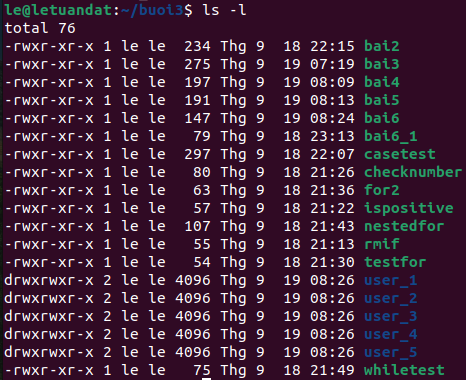 le@letuandat:~/buoi3$ ls -l
total 76
-rwxr-xr-x 1 le le  234 Thg 9  18 22:15 bai2
-rwxr-xr-x 1 le le  275 Thg 9  19 07:19 bai3
-rwxr-xr-x 1 le le  197 Thg 9  19 08:09 bai4
-rwxr-xr-x 1 le le  191 Thg 9  19 08:13 bai5
-rwxr-xr-x 1 le le  147 Thg 9  19 08:24 bai6
-rwxr-xr-x 1 le le   79 Thg 9  18 23:13 bai6_1
-rwxr-xr-x 1 le le  297 Thg 9  18 22:07 casetest
-rwxr-xr-x 1 le le   80 Thg 9  18 21:26 checknumber
-rwxr-xr-x 1 le le   63 Thg 9  18 21:36 for2
-rwxr-xr-x 1 le le   57 Thg 9  18 21:22 ispositive
-rwxr-xr-x 1 le le  107 Thg 9  18 21:43 nestedfor
-rwxr-xr-x 1 le le   55 Thg 9  18 21:13 rmif
-rwxr-xr-x 1 le le   54 Thg 9  18 21:30 testfor
drwxrwxr-x 2 le le 4096 Thg 9  19 08:26 user_1
drwxrwxr-x 2 le le 4096 Thg 9  19 08:26 user_2
drwxrwxr-x 2 le le 4096 Thg 9  19 08:26 user_3
drwxrwxr-x 2 le le 4096 Thg 9  19 08:26 user_4
drwxrwxr-x 2 le le 4096 Thg 9  19 08:26 user_5
-rwxr-xr-x 1 le le   75 Thg 9  18 21:49 whiletest